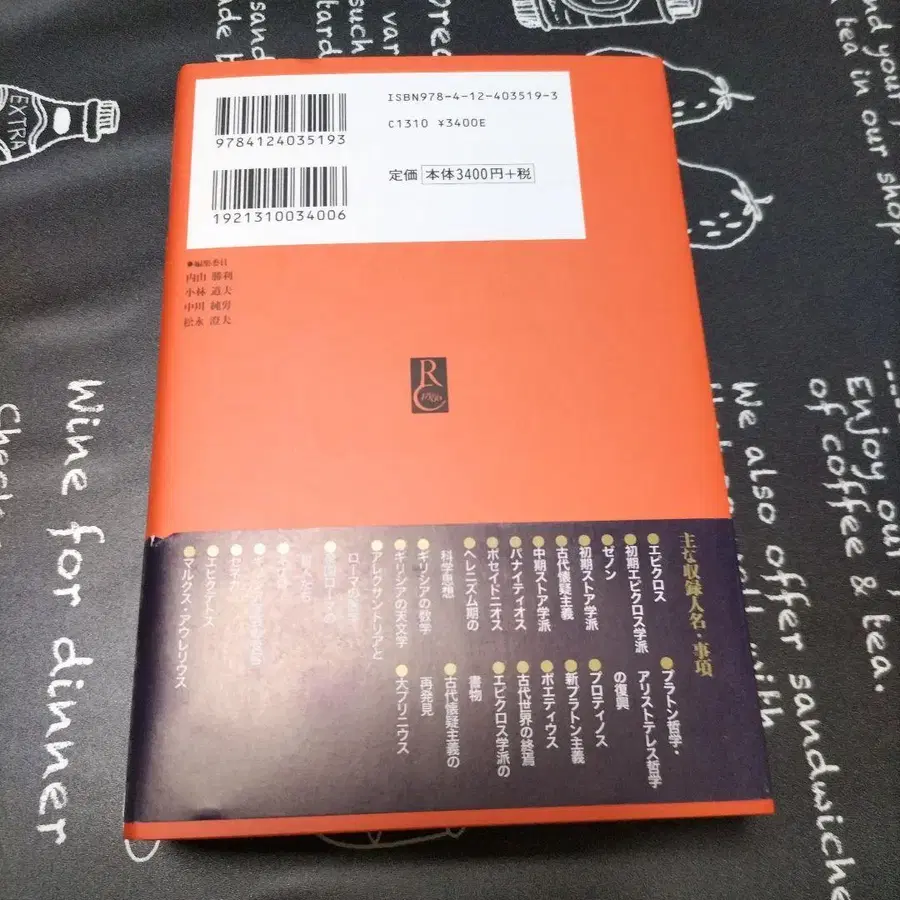 ISBN978-4-12-403519-3
C1310 ¥3400E
9784124035193
定価 本体3400円+税
1921310034006
●編集委員
内山 勝利
小林 道夫
中川 純男
松永 澄夫
R
C
主な収録人名・事項
●エピクロス
●初期エピクロス学派
●ゼノン
●初期ストア学派
●古代懐疑主義
●中期ストア学派
●パナイティオス
●ポセイドニオス
●ヘレニズム期の
科学思想
●ギリシアの数学
●ギリシアの天文学
●アレクサンドリアと
ローマの医学
●セネカ
●エピクテトス
●マルクス・アウレリウス
●プラトン哲学・
アリストテレス哲学
の復興
●プロティノス
●新プラトン主義
●ボエティウス
●古代世界の終焉
●エピクロス学派の
書物
●古代懐疑主義の
再発見
●大プリニウス
EXTRA
Wine for dinner
We also offer sandwiches
Enjoy our
of coffee & tea.
and your
tea in our shop.
such
var
sand
Made b